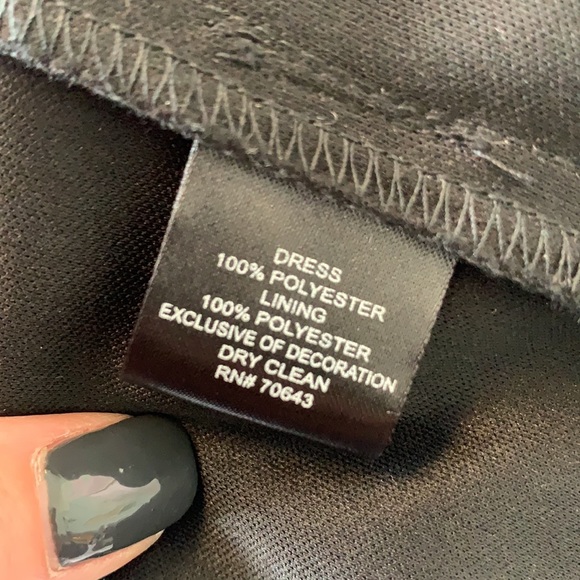 DRESS
100% POLYESTER
LINING
100% POLYESTER
EXCLUSIVE OF DECORATION
DRY CLEAN
RN# 70643